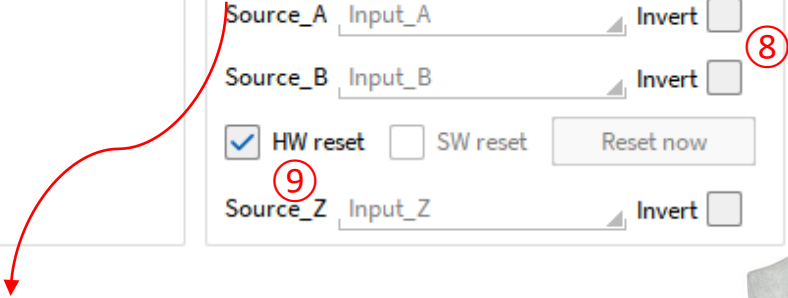 Source_A Input_A Invert
⑧
Source_B Input_B Invert
HW reset SW reset Reset now
⑨
Source_Z Input_Z Invert